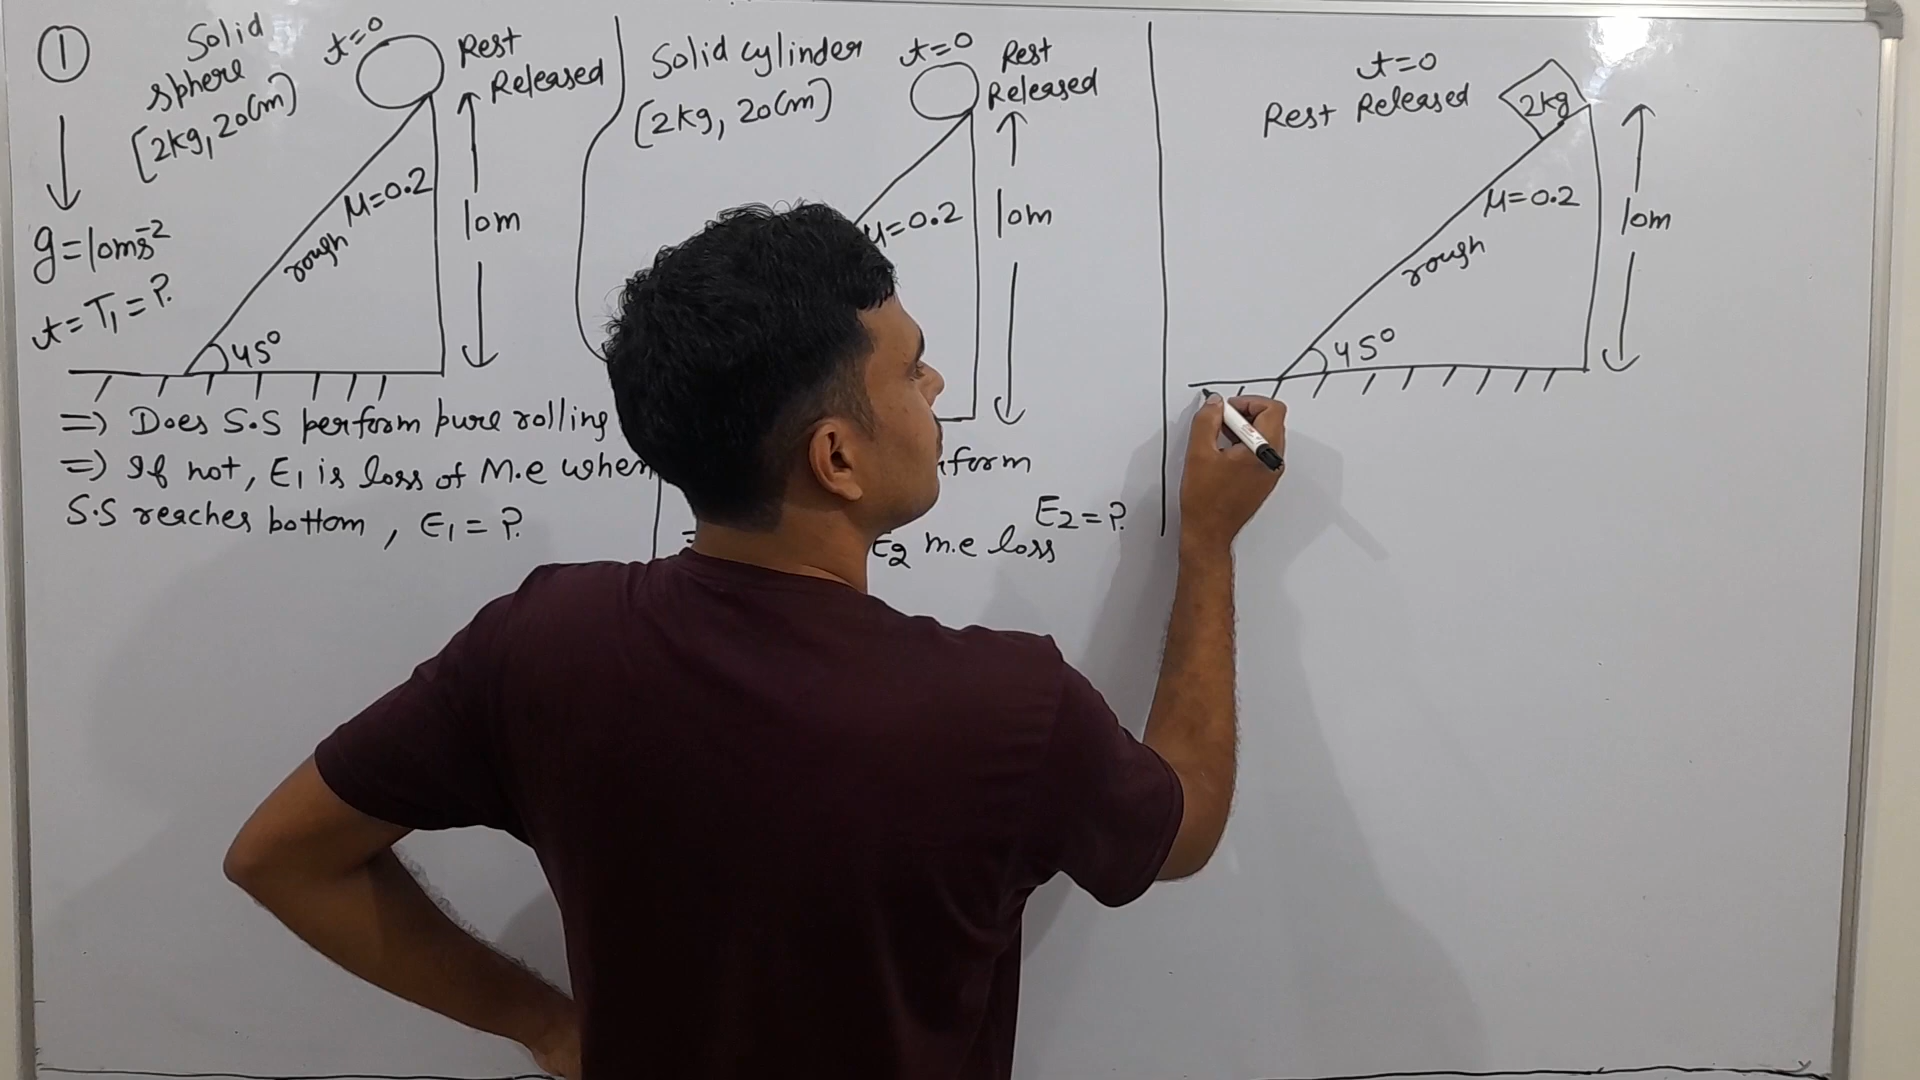 ①
Solid
sphere
[2kg, 20cm)
t=0
Rest
Released
μ=0.2
rough
10m
45°
g=10ms⁻²
t=T₁=?
=) Does S.S perform pure rolling
=) If not, E₁ is loss of M.e when
S.S reaches bottom, E₁ = ?
Solid cylinder
[2kg, 20cm)
t=0
Rest
Released
μ=0.2
10m
E₂=?
E₂ m.e loss
t=0
Rest Released
2kg
μ=0.2
rough
10m
45°